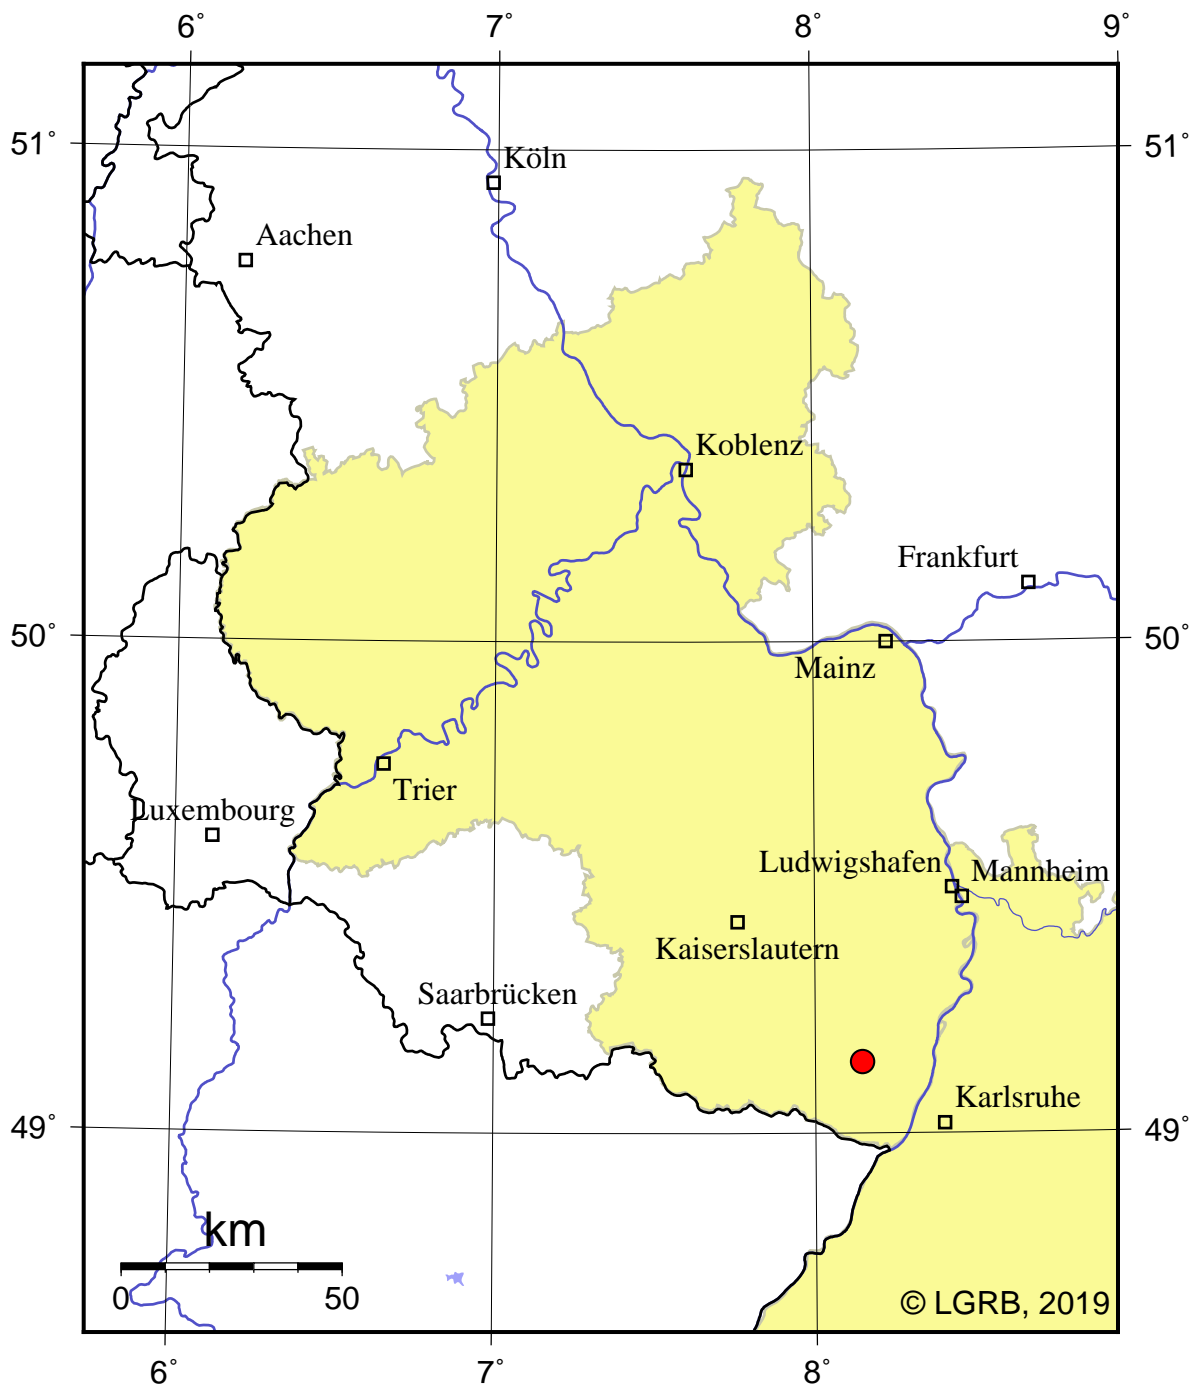 6° 7° 8° 9°
51° 51°
Köln
Aachen
Koblenz
Frankfurt
50° 50°
Mainz
Trier
Luxembourg
Ludwigshafen
Mannheim
Kaiserslautern
Saarbrücken
Karlsruhe
49° 49°
km
0 50
© LGRB, 2019
6° 7° 8°